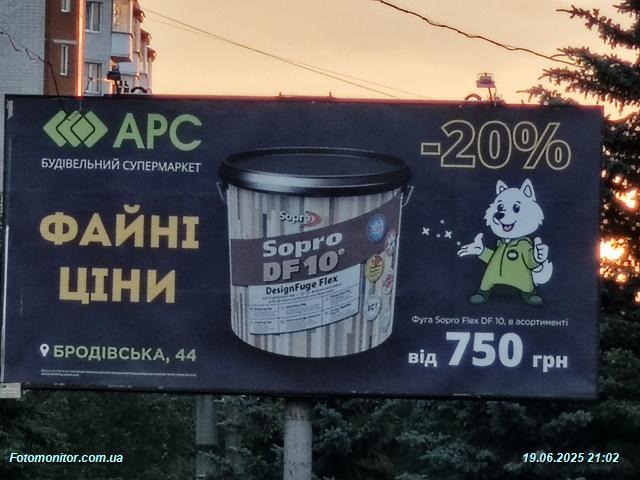 АРС
БУДІВЕЛЬНИЙ СУПЕРМАРКЕТ
-20%
ФАЙНІ
ЦІНИ
Sopro
Sopro
DF 10
DesignFuge Flex
Фуга Sopro Flex DF 10, в асортименті
від 750 грн
БРОДІВСЬКА, 44
Fotomonitor.com.ua
19.06.2025 21:02